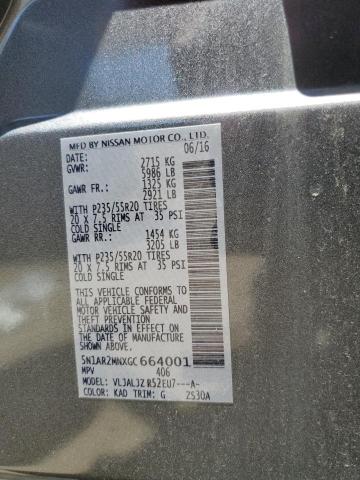 MFD BY NISSAN MOTOR CO., LTD.
DATE: 06/16
GVWR: 2715 KG
5986 LB
GAWR FR.: 1325 KG
2921 LB
WITH P235/55R20 TIRES
20 X 7.5 RIMS AT 35 PSI
COLD SINGLE
GAWR RR.: 1454 KG
3205 LB
WITH P235/55R20 TIRES
20 X 7.5 RIMS AT 35 PSI
COLD SINGLE
THIS VEHICLE CONFORMS TO
ALL APPLICABLE FEDERAL
MOTOR VEHICLE SAFETY
AND THEFT PREVENTION
STANDARDS IN EFFECT ON
THE DATE OF MANUFACTURE
SHOWN ABOVE.
5N1AR2MNXGC664001
MPV 406
MODEL: VLJALJZ R52EU7---A-
COLOR: KAD TRIM: G ZS30A